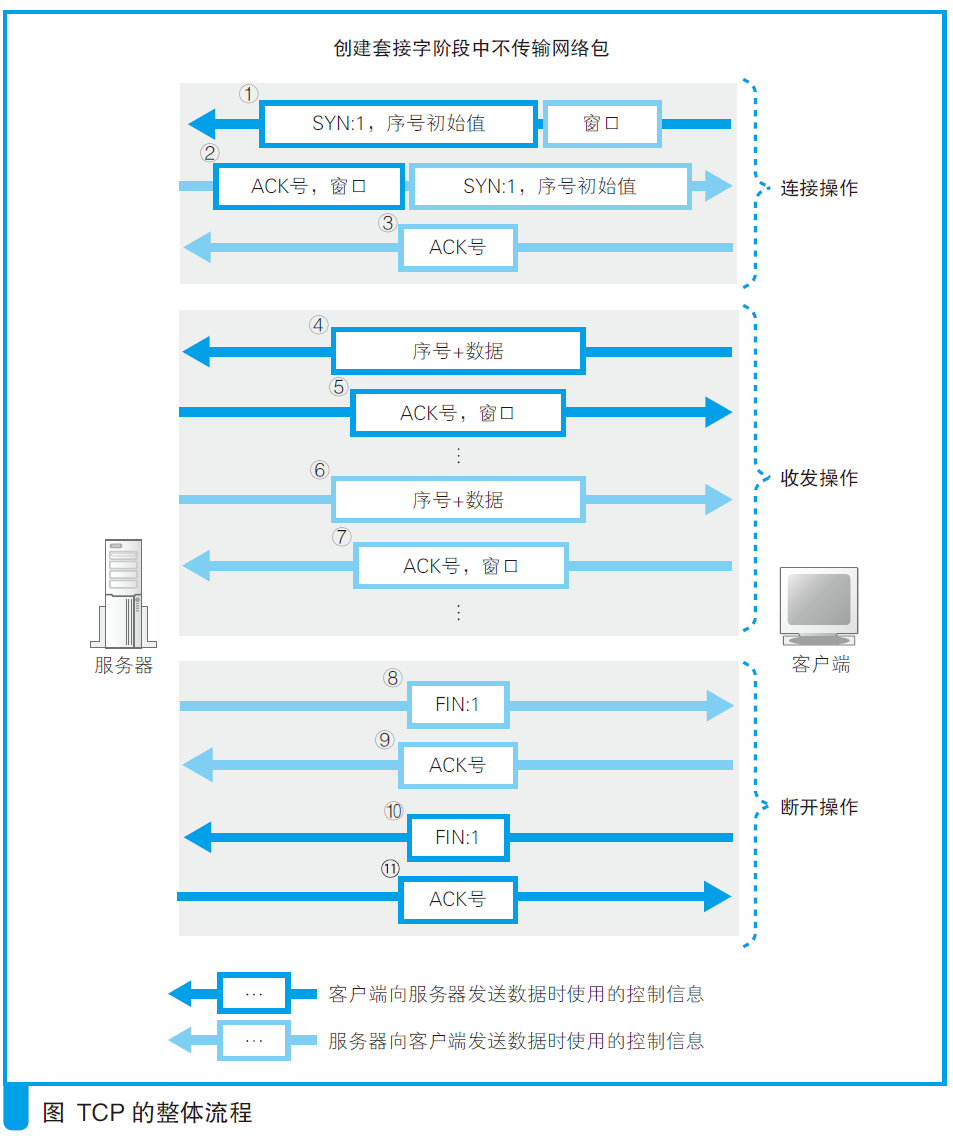 创建套接字阶段中不传输网络包
①
SYN:1，序号初始值
窗口
②
ACK号，窗口
SYN:1，序号初始值
③
ACK号
连接操作
④
序号+数据
⑤
ACK号，窗口
⋮
⑥
序号+数据
⑦
ACK号，窗口
⋮
收发操作
服务器
客户端
⑧
FIN:1
⑨
ACK号
⑩
FIN:1
⑪
ACK号
断开操作
…
客户端向服务器发送数据时使用的控制信息
…
服务器向客户端发送数据时使用的控制信息
图 TCP 的整体流程